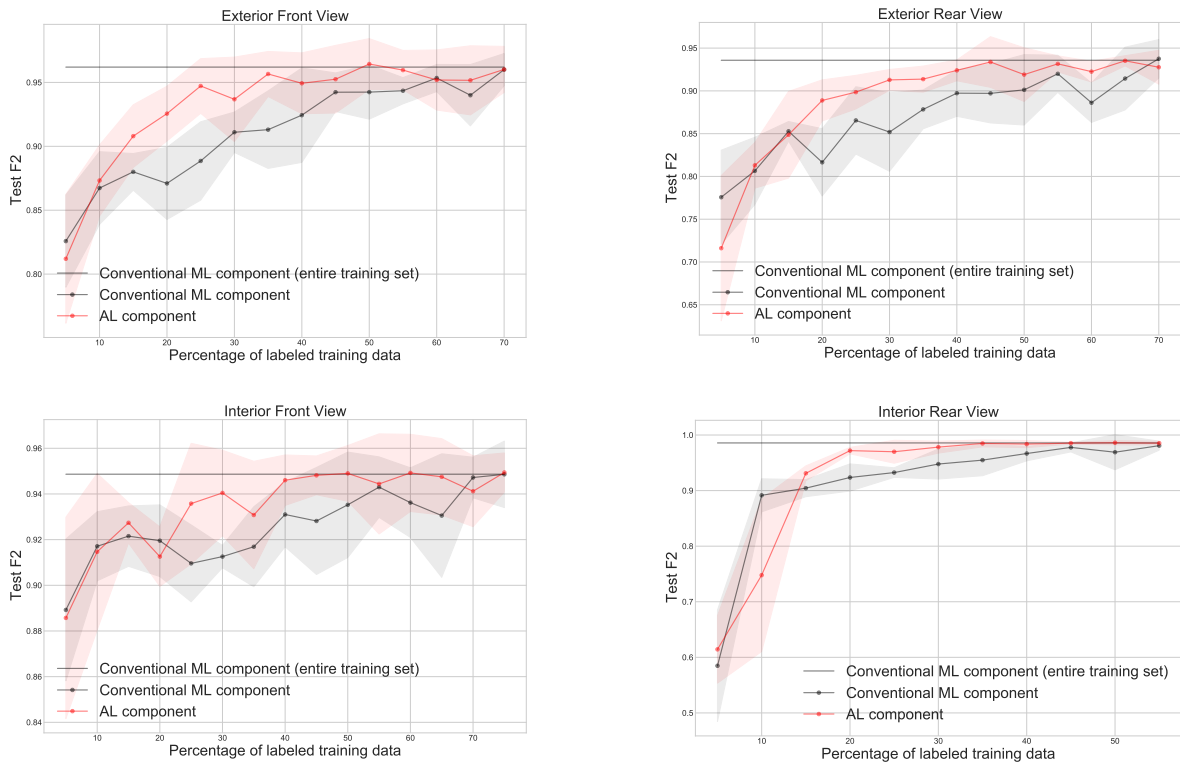 Exterior Front View
Test F2
0.95
0.90
0.85
0.80
Conventional ML component (entire training set)
Conventional ML component
AL component
10 20 30 40 50 60 70
Percentage of labeled training data
Exterior Rear View
Test F2
0.95
0.90
0.85
0.80
0.75
0.70
0.65
Conventional ML component (entire training set)
Conventional ML component
AL component
10 20 30 40 50 60 70
Percentage of labeled training data
Interior Front View
Test F2
0.96
0.94
0.92
0.90
0.88
0.86
0.84
Conventional ML component (entire training set)
Conventional ML component
AL component
10 20 30 40 50 60 70
Percentage of labeled training data
Interior Rear View
Test F2
1.0
0.9
0.8
0.7
0.6
0.5
Conventional ML component (entire training set)
Conventional ML component
AL component
10 20 30 40 50
Percentage of labeled training data